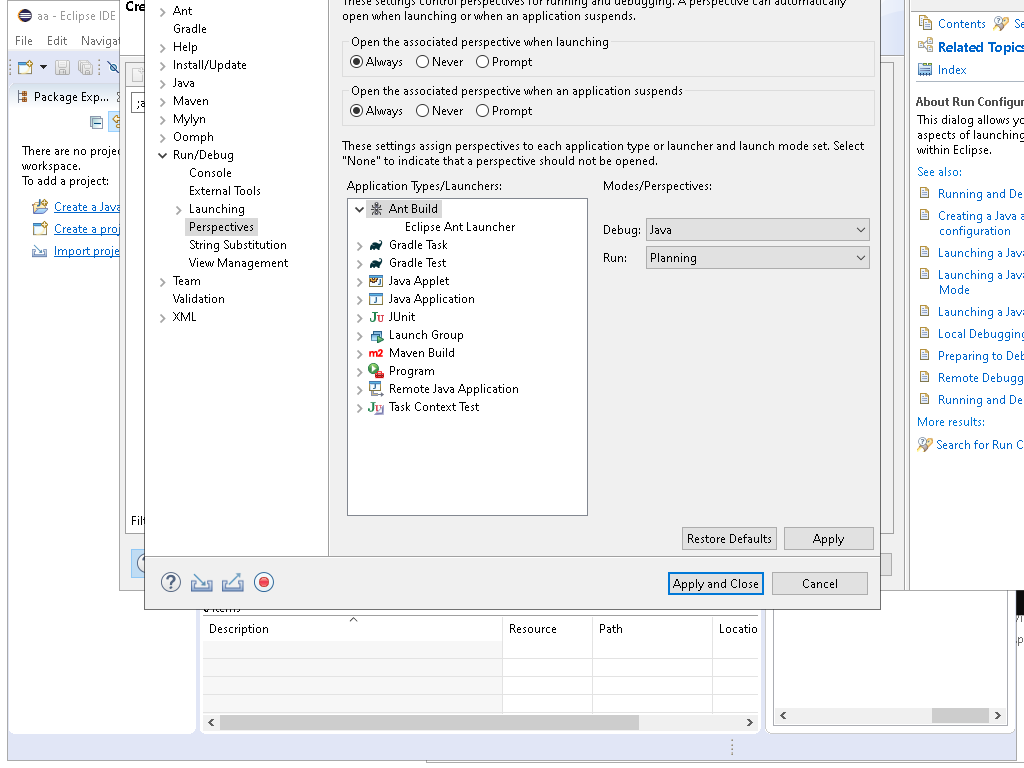 aa - Eclipse IDE
File Edit Navigat
Package Exp...
There are no proje
workspace.
To add a project:
Create a Java
Create a proj
Import proje
Cre
;a
Filt
Ant
Gradle
Help
Install/Update
Java
Maven
Mylyn
Oomph
Run/Debug
Console
External Tools
Launching
Perspectives
String Substitution
View Management
Team
Validation
XML
These settings control perspectives for running and debugging. A perspective can automatically
open when launching or when an application suspends.
Open the associated perspective when launching
Always Never Prompt
Open the associated perspective when an application suspends
Always Never Prompt
These settings assign perspectives to each application type or launcher and launch mode set. Select
"None" to indicate that a perspective should not be opened.
Application Types/Launchers:
Ant Build
Eclipse Ant Launcher
Gradle Task
Gradle Test
Java Applet
Java Application
JUnit
Launch Group
Maven Build
Program
Remote Java Application
Task Context Test
Modes/Perspectives:
Debug: Java
Run: Planning
Restore Defaults Apply
Apply and Close Cancel
Contents Se
Related Topics
Index
About Run Configur
This dialog allows yo
aspects of launching
within Eclipse.
See also:
Running and De
Creating a Java a
configuration
Launching a Java
Launching a Java
Mode
Launching a Java
Local Debugging
Preparing to Deb
Remote Debugg
Running and De
More results:
Search for Run C
items
Description Resource Path Locatio